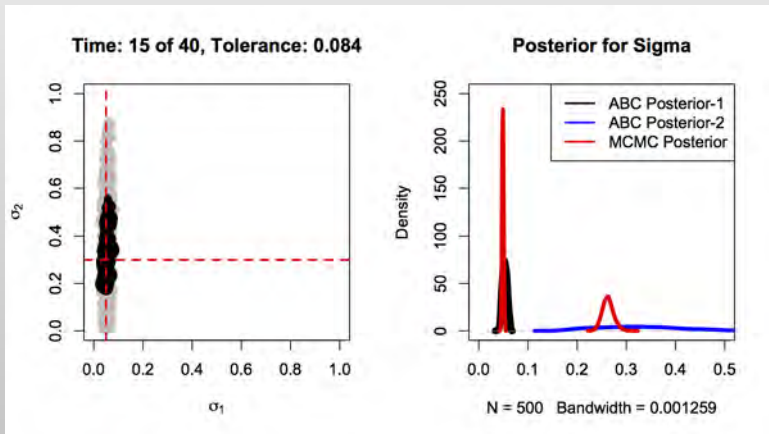 Time: 15 of 40, Tolerance: 0.084
σ2
1.0
0.8
0.6
0.4
0.2
0.0
0.0 0.2 0.4 0.6 0.8 1.0
σ1
Posterior for Sigma
Density
250
200
150
100
50
0
ABC Posterior-1
ABC Posterior-2
MCMC Posterior
0.0 0.1 0.2 0.3 0.4 0.5
N = 500 Bandwidth = 0.001259